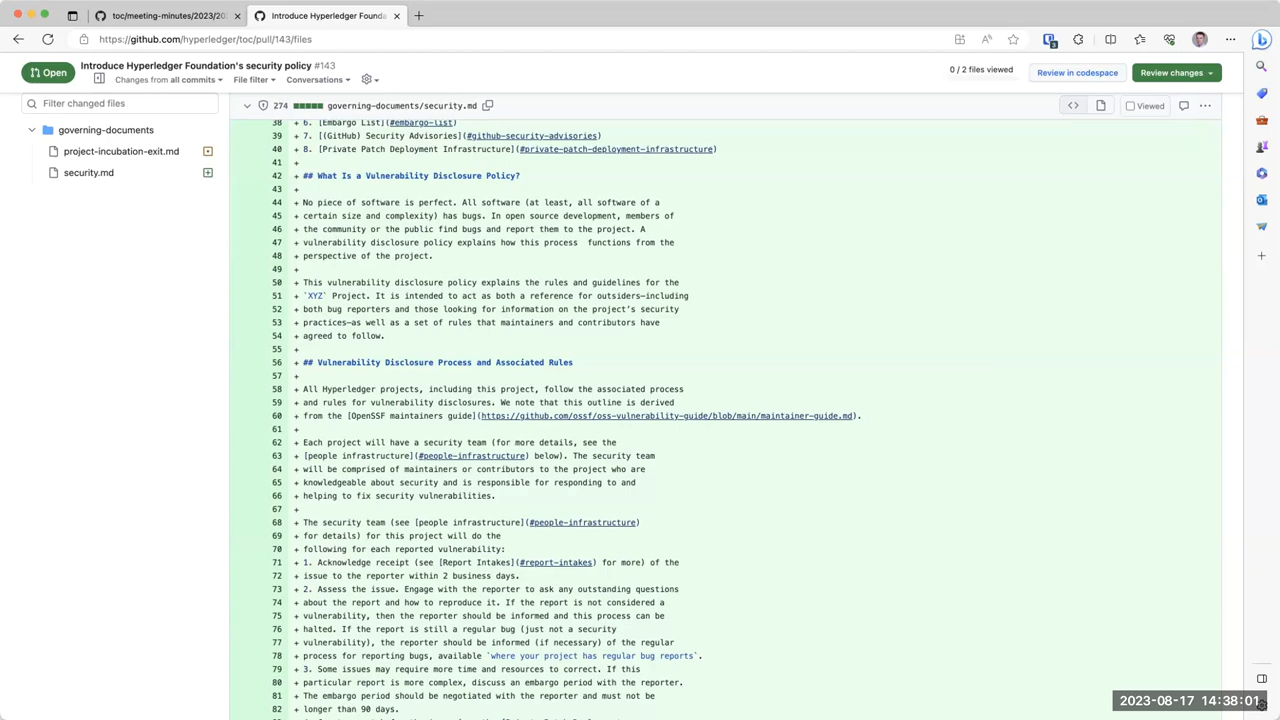 toc/meeting-minutes/2023/202
Introduce Hyperledger Founda
https://github.com/hyperledger/toc/pull/143/files
Open
Introduce Hyperledger Foundation's security policy #143
Changes from all commits
File filter
Conversations
0 / 2 files viewed
Review in codespace
Review changes
Filter changed files
governing-documents
project-incubation-exit.md
security.md
274
governing-documents/security.md
Viewed
38 + 6. [Embargo List](#embargo-list)
39 + 7. [(GitHub) Security Advisories](#github-security-advisories)
40 + 8. [Private Patch Deployment Infrastructure](#private-patch-deployment-infrastructure)
41 +
42 + ## What Is a Vulnerability Disclosure Policy?
43 +
44 + No piece of software is perfect. All software (at least, all software of a
45 + certain size and complexity) has bugs. In open source development, members of
46 + the community or the public find bugs and report them to the project. A
47 + vulnerability disclosure policy explains how this process  functions from the
48 + perspective of the project.
49 +
50 + This vulnerability disclosure policy explains the rules and guidelines for the
51 + `XYZ` Project. It is intended to act as both a reference for outsiders—including
52 + both bug reporters and those looking for information on the project's security
53 + practices—as well as a set of rules that maintainers and contributors have
54 + agreed to follow.
55 +
56 + ## Vulnerability Disclosure Process and Associated Rules
57 +
58 + All Hyperledger projects, including this project, follow the associated process
59 + and rules for vulnerability disclosures. We note that this outline is derived
60 + from the [OpenSSF maintainers guide](https://github.com/ossf/oss-vulnerability-guide/blob/main/maintainer-guide.md).
61 +
62 + Each project will have a security team (for more details, see the
63 + [people infrastructure](#people-infrastructure) below). The security team
64 + will be comprised of maintainers or contributors to the project who are
65 + knowledgeable about security and is responsible for responding to and
66 + helping to fix security vulnerabilities.
67 +
68 + The security team (see [people infrastructure](#people-infrastructure)
69 + for details) for this project will do the
70 + following for each reported vulnerability:
71 + 1. Acknowledge receipt (see [Report Intakes](#report-intakes) for more) of the
72 + issue to the reporter within 2 business days.
73 + 2. Assess the issue. Engage with the reporter to ask any outstanding questions
74 + about the report and how to reproduce it. If the report is not considered a
75 + vulnerability, then the reporter should be informed and this process can be
76 + halted. If the report is still a regular bug (just not a security
77 + vulnerability), the reporter should be informed (if necessary) of the regular
78 + process for reporting bugs, available `where your project has regular bug reports`.
79 + 3. Some issues may require more time and resources to correct. If this
80 + particular report is more complex, discuss an embargo period with the reporter.
81 + The embargo period should be negotiated with the reporter and must not be
82 + longer than 90 days.
2023-08-17 14:38:01